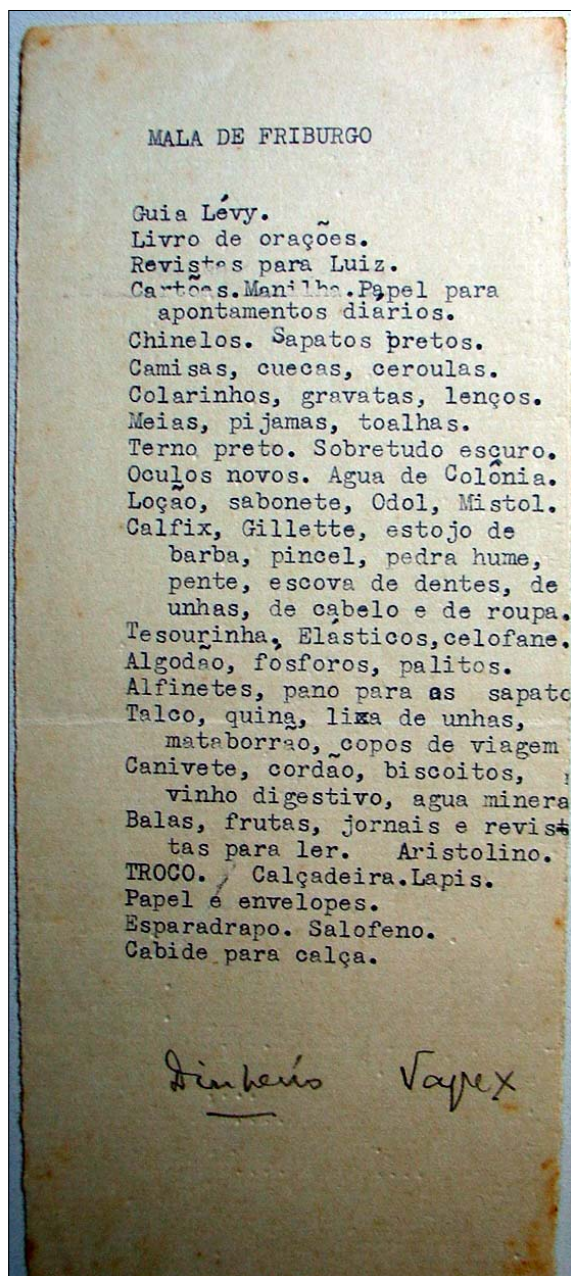 MALA DE FRIBURGO
Guia Lévy.
Livro de orações.
Revistas para Luiz.
Cartões.Manilha.Papel para
apontamentos diários.
Chinelos. Sapatos pretos.
Camisas, cuecas, ceroulas.
Colarinhos, gravatas, lenços.
Meias, pijamas, toalhas.
Terno preto. Sobretudo escuro.
Oculos novos. Agua de Colônia.
Loção, sabonete, Odol, Mistol.
Calfix, Gillette, estojo de
barba, pincel, pedra hume,
pente, escova de dentes, de
unhas, de cabelo e de roupa.
Tesourinha, Elásticos,celofane.
Algodão, fosforos, palitos.
Alfinetes, pano para as sapato
Talco, quina, lixa de unhas,
mataborrão, copos de viagem
Canivete, cordão, biscoitos,
vinho digestivo, agua minera
Balas, frutas, jornais e revist
tas para ler. Aristolino.
TROCO. Calçadeira.Lapis.
Papel e envelopes.
Esparadrapo. Salofeno.
Cabide para calça.
Dinheiro Vapex